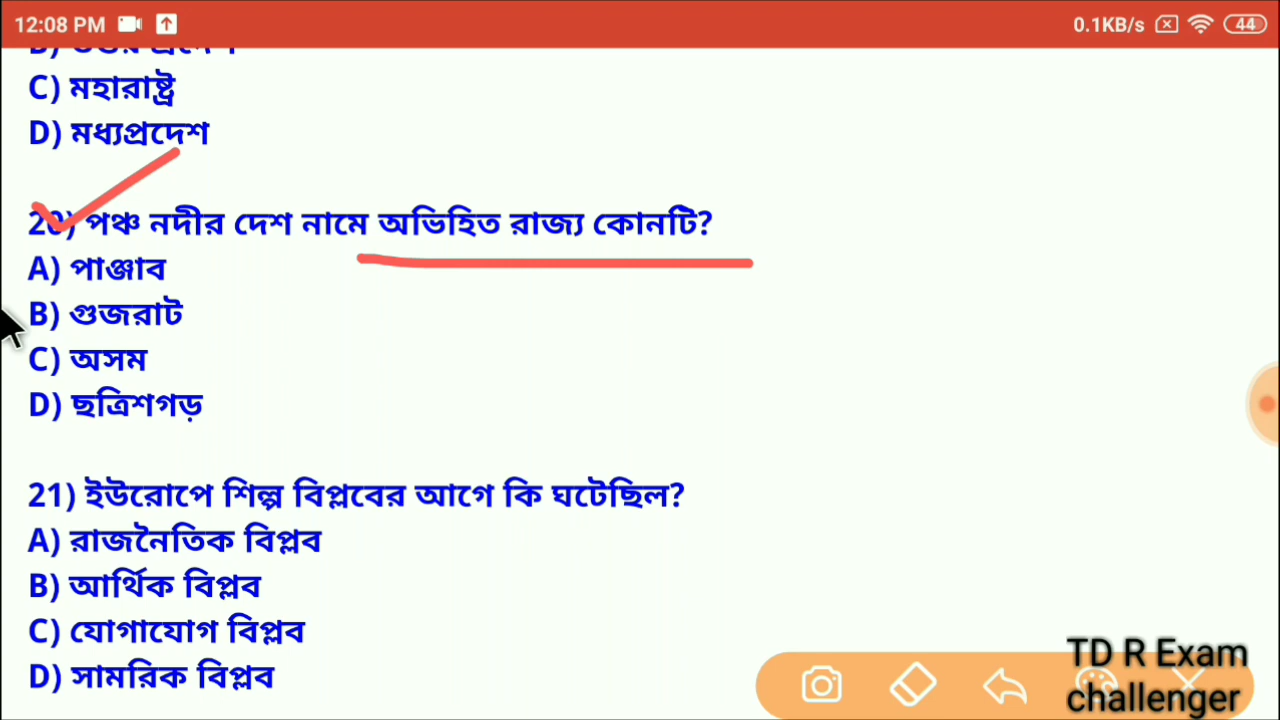 12:08 PM
0.1KB/s
44
C) মহারাষ্ট্র
D) মধ্যপ্রদেশ
20) পঞ্চ নদীর দেশ নামে অভিহিত রাজ্য কোনটি?
A) পাঞ্জাব
B) গুজরাট
C) অসম
D) ছত্রিশগড়
21) ইউরোপে শিল্প বিপ্লবের আগে কি ঘটেছিল?
A) রাজনৈতিক বিপ্লব
B) আর্থিক বিপ্লব
C) যোগাযোগ বিপ্লব
D) সামরিক বিপ্লব
TD R Exam
challenger